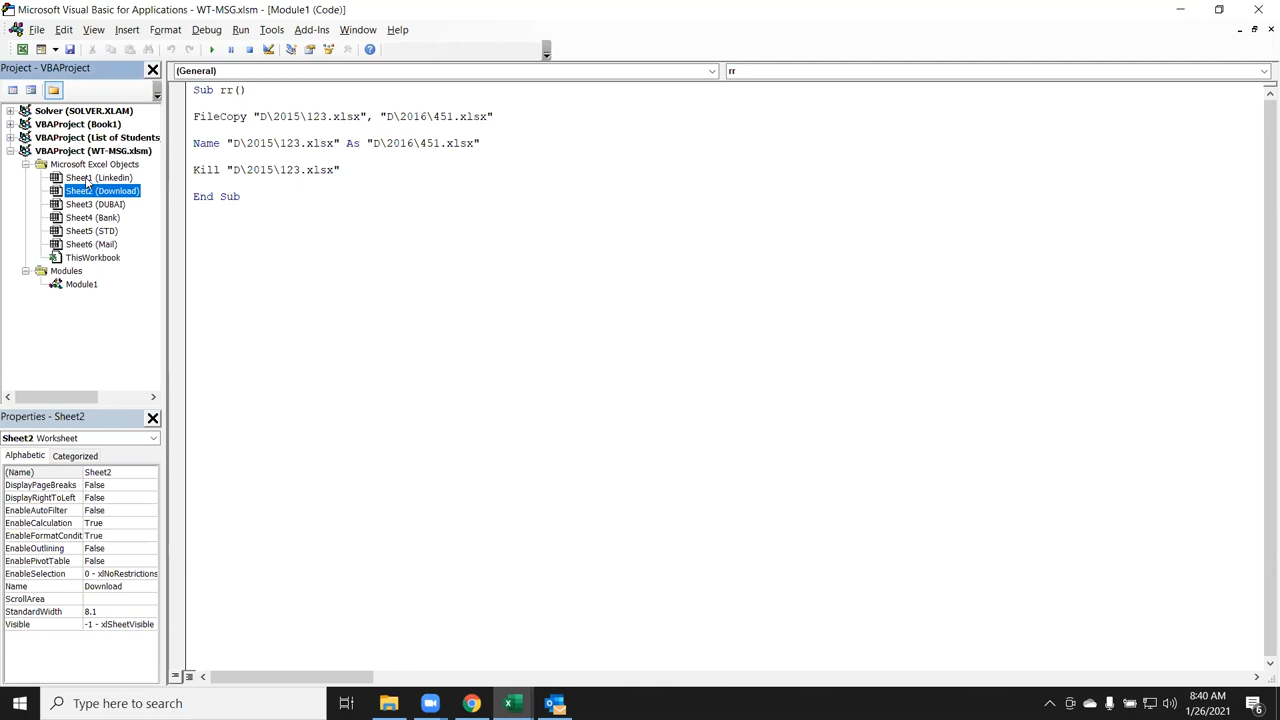 Microsoft Visual Basic for Applications - WT-MSG.xlsm - [Module1 (Code)]
File Edit View Insert Format Debug Run Tools Add-Ins Window Help
Project - VBAProject
(General)
rr
Solver (SOLVER.XLAM)
VBAProject (Book1)
VBAProject (List of Students
VBAProject (WT-MSG.xlsm)
Microsoft Excel Objects
Sheet1 (Linkedin)
Sheet2 (Download)
Sheet3 (DUBAI)
Sheet4 (Bank)
Sheet5 (STD)
Sheet6 (Mail)
ThisWorkbook
Modules
Module1
Sub rr()
FileCopy "D\2015\123.xlsx", "D\2016\451.xlsx"
Name "D\2015\123.xlsx" As "D\2016\451.xlsx"
Kill "D\2015\123.xlsx"
End Sub
Properties - Sheet2
Sheet2 Worksheet
Alphabetic Categorized
(Name) Sheet2
DisplayPageBreaks False
DisplayRightToLeft False
EnableAutoFilter False
EnableCalculation True
EnableFormatCondit True
EnableOutlining False
EnablePivotTable False
EnableSelection 0 - xlNoRestrictions
Name Download
ScrollArea
StandardWidth 8.1
Visible -1 - xlSheetVisible
Type here to search
8:40 AM
1/26/2021
6